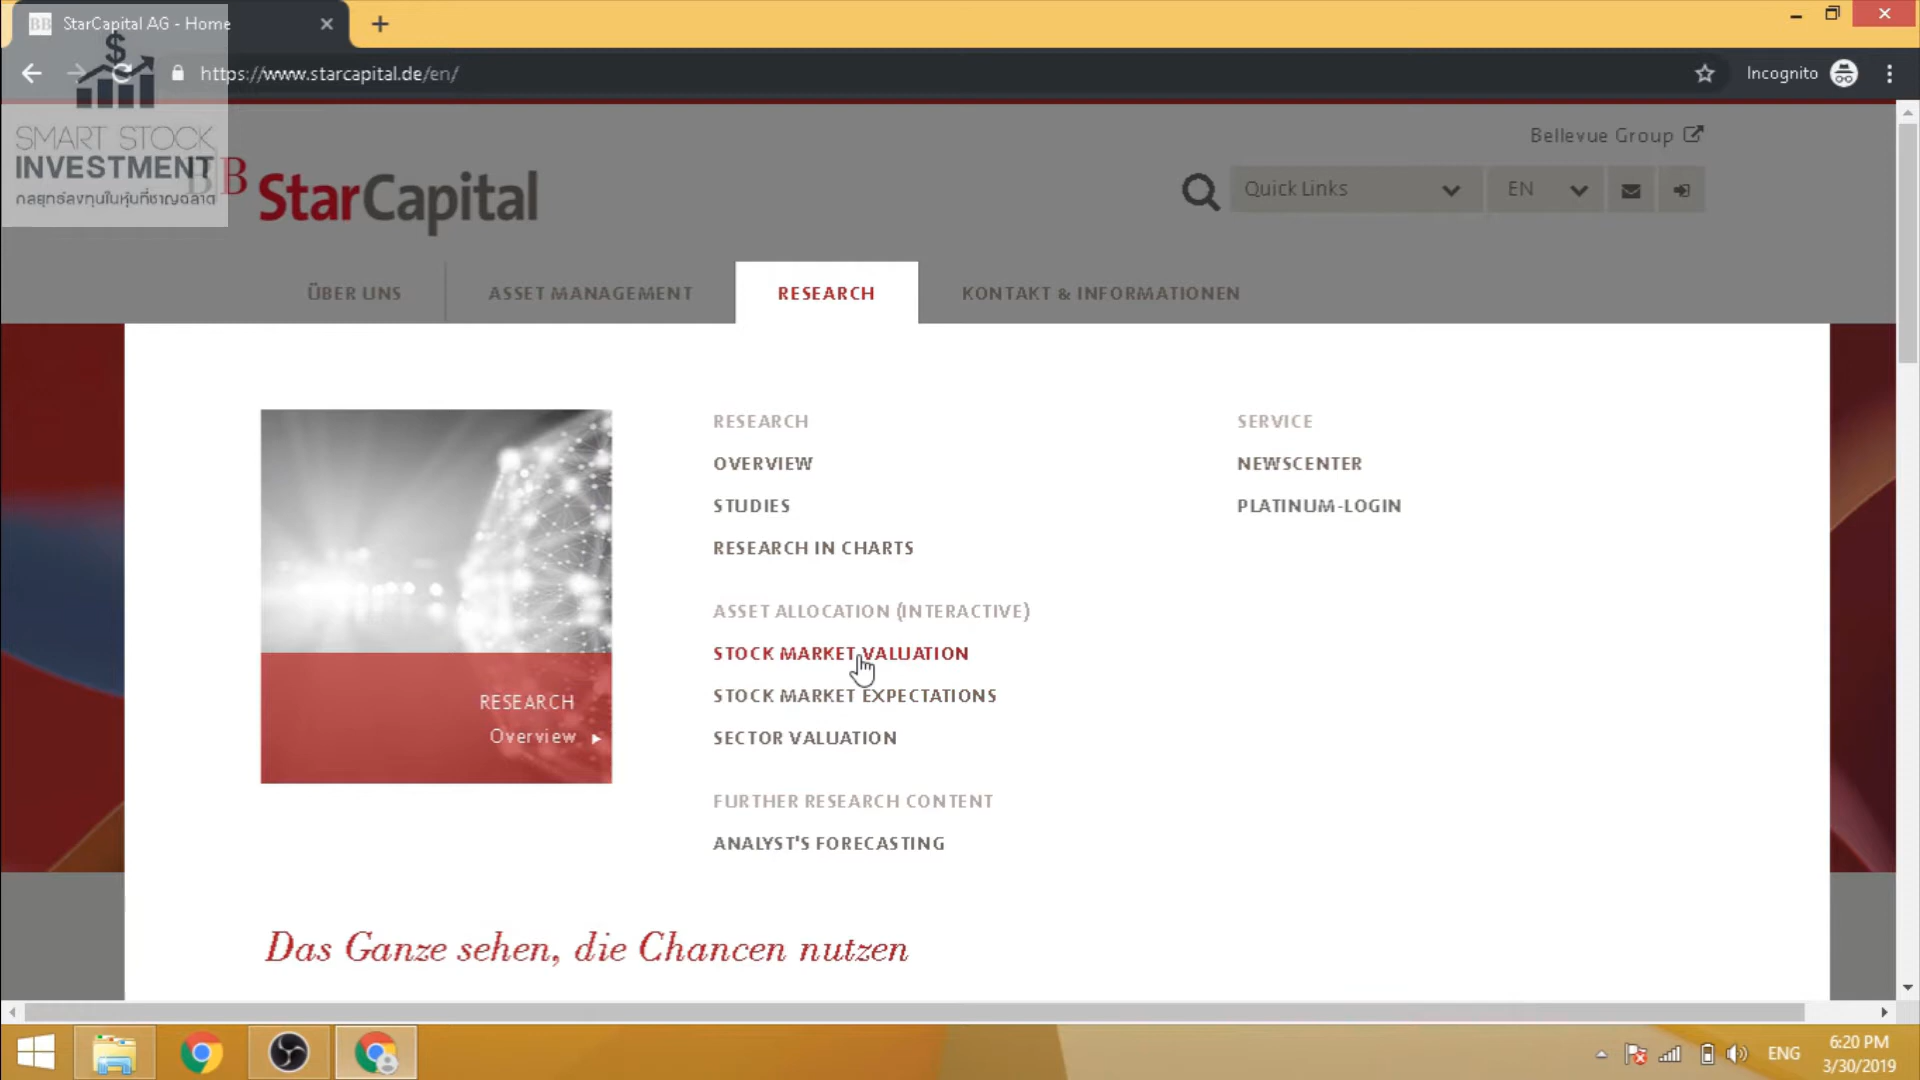 StarCapital AG - Home
https://www.starcapital.de/en/
Incognito
$
SMART STOCK
INVESTMENT
กลยุทธ์ลงทุนในหุ้นที่ชาญฉลาด
BB StarCapital
Bellevue Group
Quick Links
EN
ÜBER UNS
ASSET MANAGEMENT
RESEARCH
KONTAKT & INFORMATIONEN
RESEARCH
OVERVIEW
STUDIES
RESEARCH IN CHARTS
ASSET ALLOCATION (INTERACTIVE)
STOCK MARKET VALUATION
STOCK MARKET EXPECTATIONS
SECTOR VALUATION
FURTHER RESEARCH CONTENT
ANALYST'S FORECASTING
SERVICE
NEWSCENTER
PLATINUM-LOGIN
RESEARCH
Overview
Das Ganze sehen, die Chancen nutzen
ENG
6:20 PM
3/30/2019